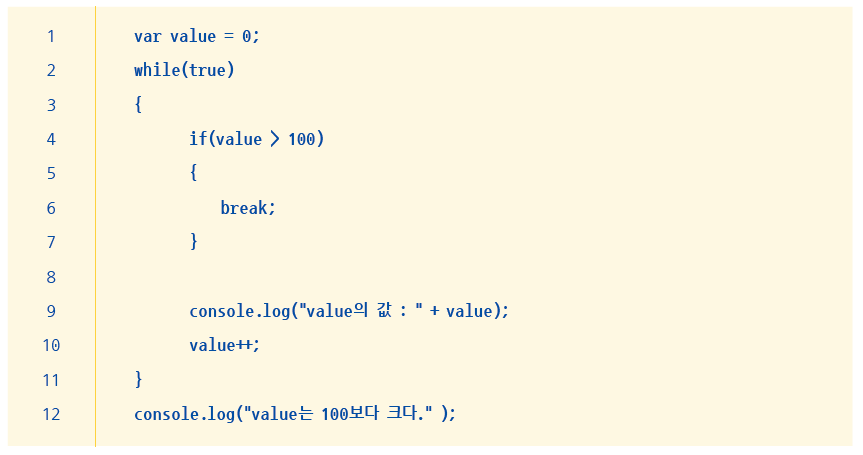 1 var value = 0;
2 while(true)
3 {
4 if(value > 100)
5 {
6 break;
7 }
8
9 console.log("value의 값 : " + value);
10 value++;
11 }
12 console.log("value는 100보다 크다." );